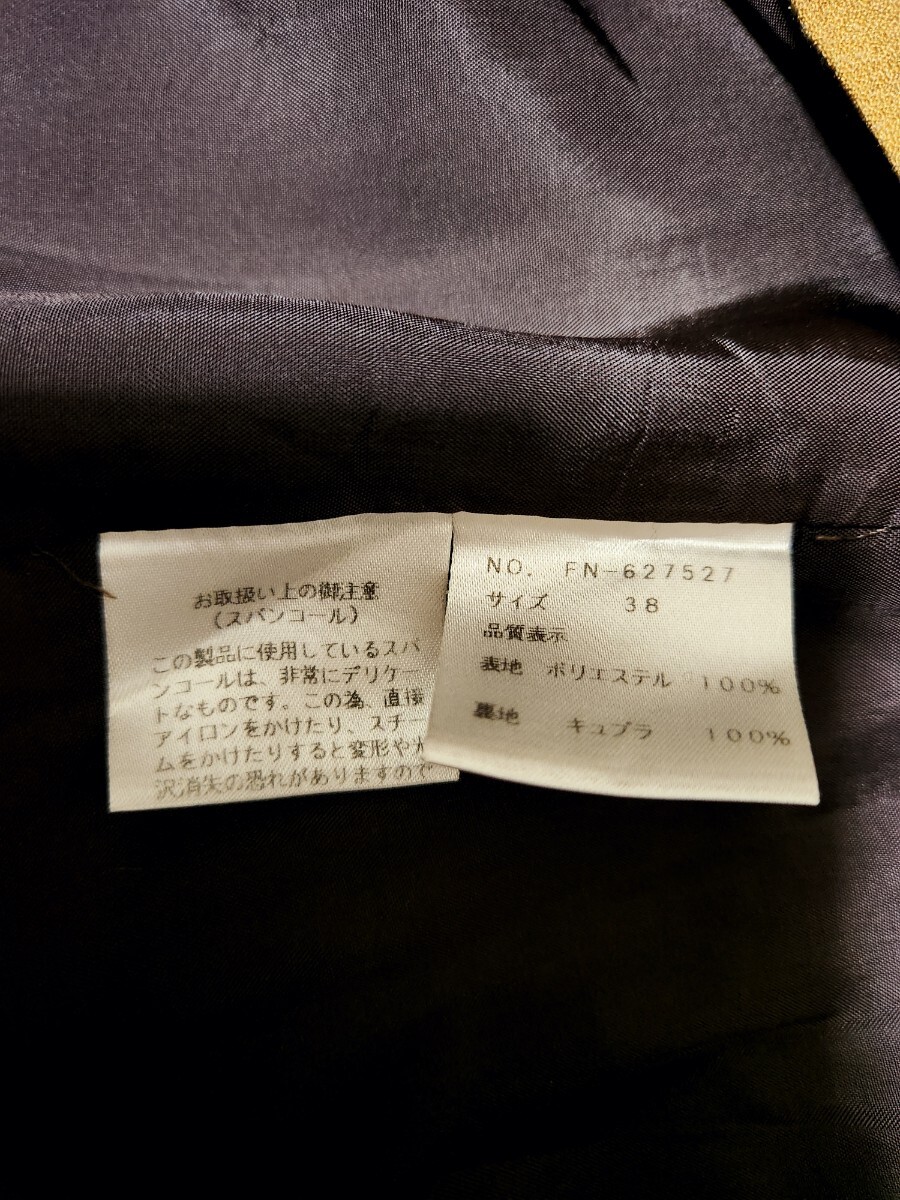 お取扱い上の御注意
(スパンコール)
この製品に使用しているスパ
ンコールは、非常にデリケー
トなものです。この為、直接
アイロンをかけたり、スチー
ムをかけたりすると変形や
沢消失の恐れがありますので
NO. FN-627527
サイズ 38
品質表示
表地 ポリエステル 100%
裏地 キュプラ 100%